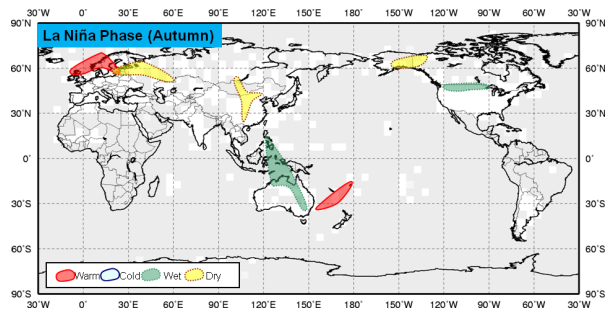 La Niña Phase (Autumn)
30°W 0° 30°E 60°E 90°E 120°E 150°E 180° 150°W 120°W 90°W 60°W 30°W
90°N 90°N
60°N 60°N
30°N 30°N
0° 0°
30°S 30°S
60°S 60°S
Warm Cold Wet Dry
90°S 90°S
30°W 0° 30°E 60°E 90°E 120°E 150°E 180° 150°W 120°W 90°W 60°W 30°W